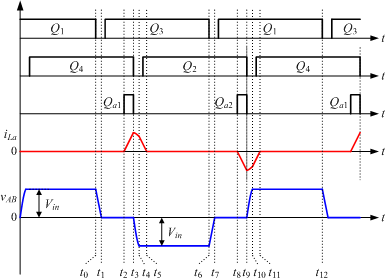 Q1 Q3 Q1 Q3 t
Q4 Q2 Q4 t
Qa1 Qa2 Qa1 t
iLa
0 t
vAB Vin
0 t
Vin
t0 t1 t2 t3 t4 t5 t6 t7 t8 t9 t10 t11 t12